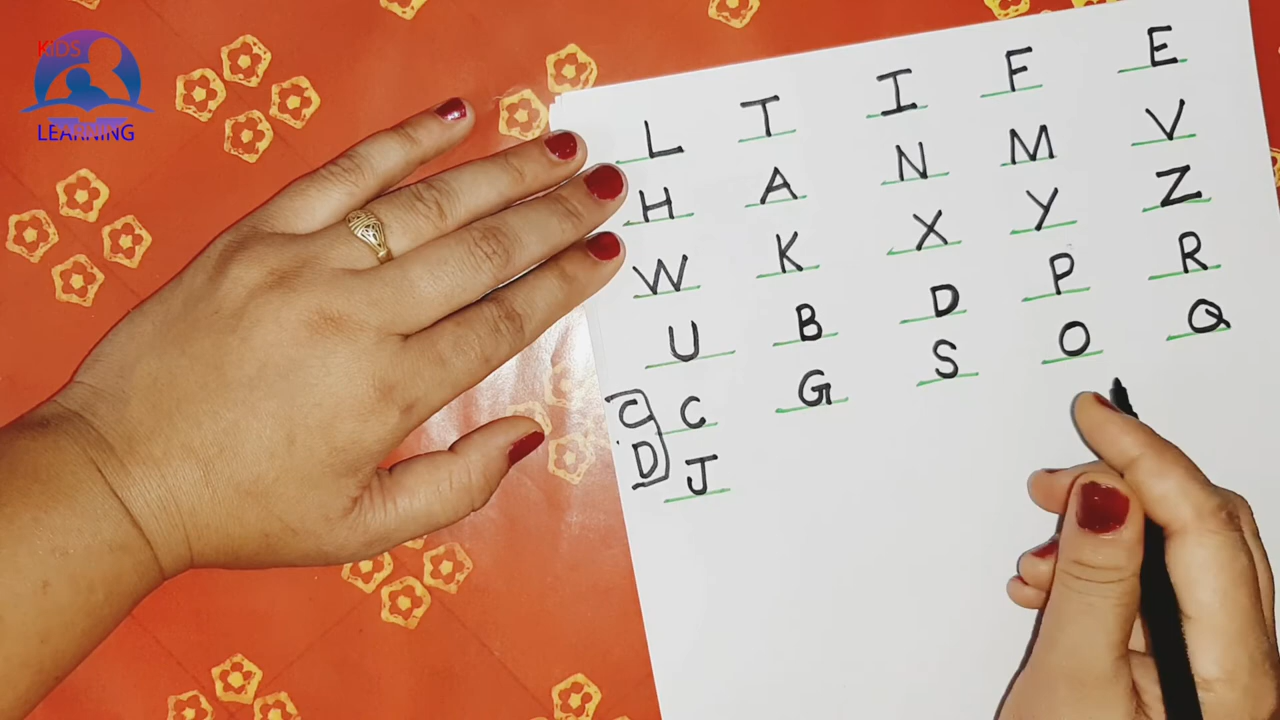 KiDS
LEARNING
L T I F E
H A N M V
W K X Y Z
U B D P R
C C G S O Q
D J